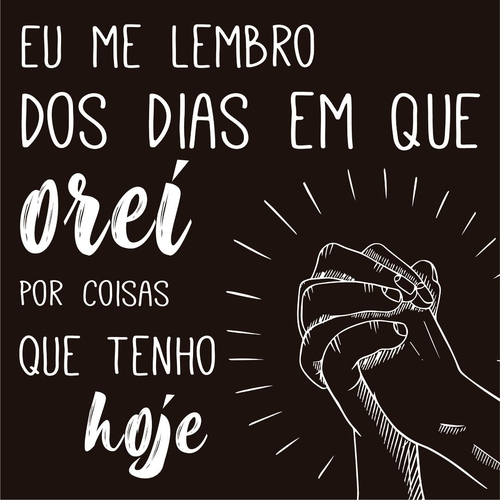 EU ME LEMBRO
DOS DIAS EM QUE
orei
POR COISAS
QUE TENHO
hoje